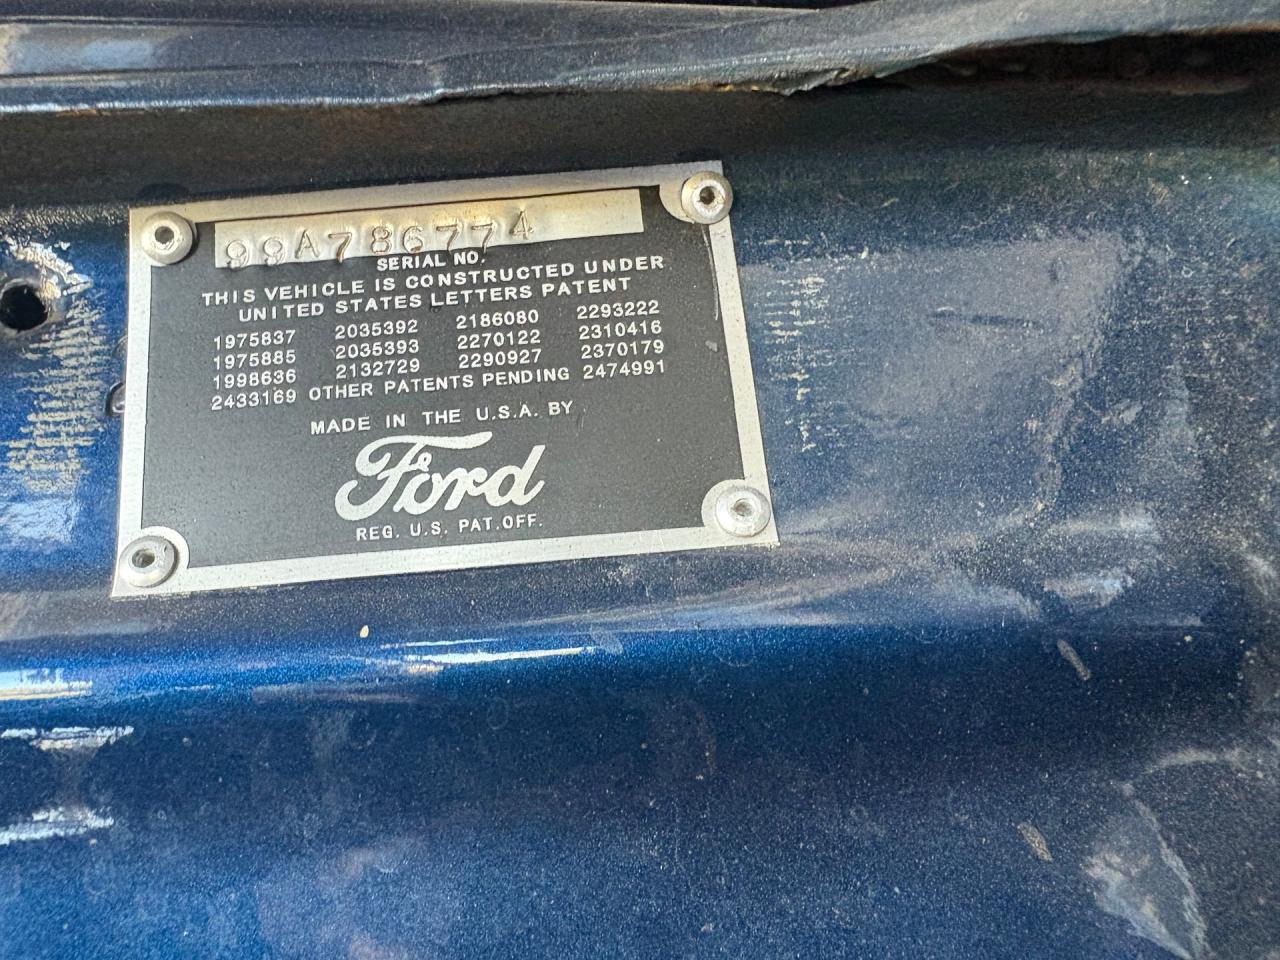 99A786774
SERIAL NO.
THIS VEHICLE IS CONSTRUCTED UNDER
UNITED STATES LETTERS PATENT
1975837 2035392 2186080 2293222
1975885 2035393 2270122 2310416
1998636 2132729 2290927 2370179
2433169 OTHER PATENTS PENDING 2474991
MADE IN THE U.S.A. BY
Ford
REG. U.S. PAT. OFF.